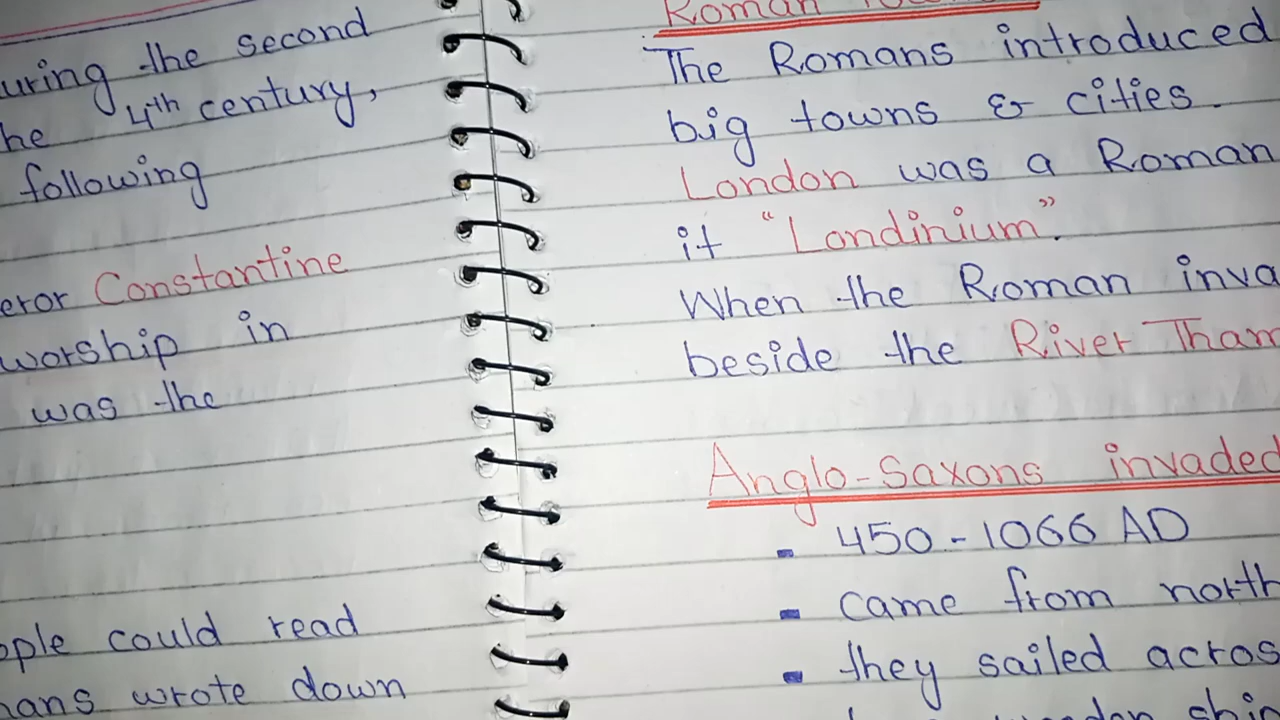 uring the second
he 4th century,
following
eror Constantine
worship in
was the
ople could read
ans wrote down
Roman
The Romans introduced
big towns & cities.
London was a Roman
it "Londinium".
When the Roman inva
beside the River Tham
Anglo-Saxons invaded
- 450-1066 AD
- came from north
- they sailed acros